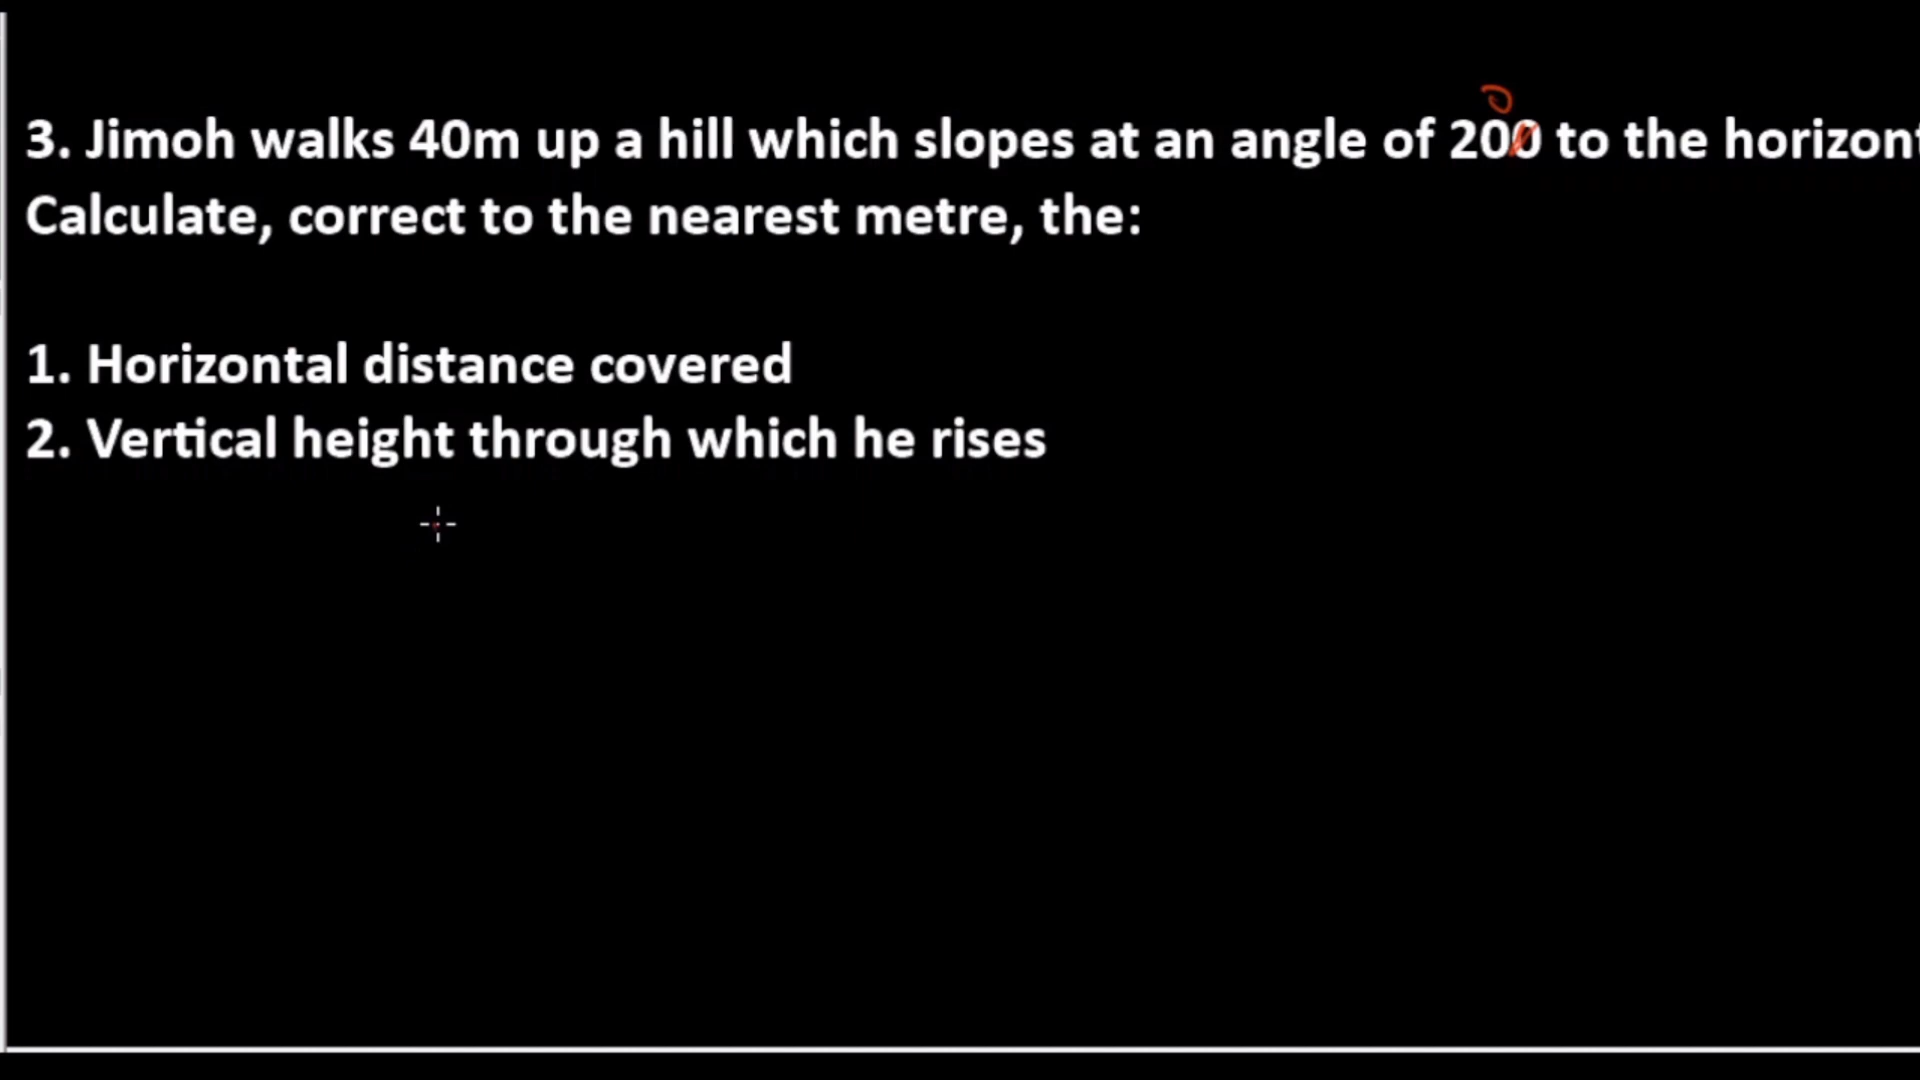 3. Jimoh walks 40m up a hill which slopes at an angle of 200 to the horizont
Calculate, correct to the nearest metre, the:
1. Horizontal distance covered
2. Vertical height through which he rises